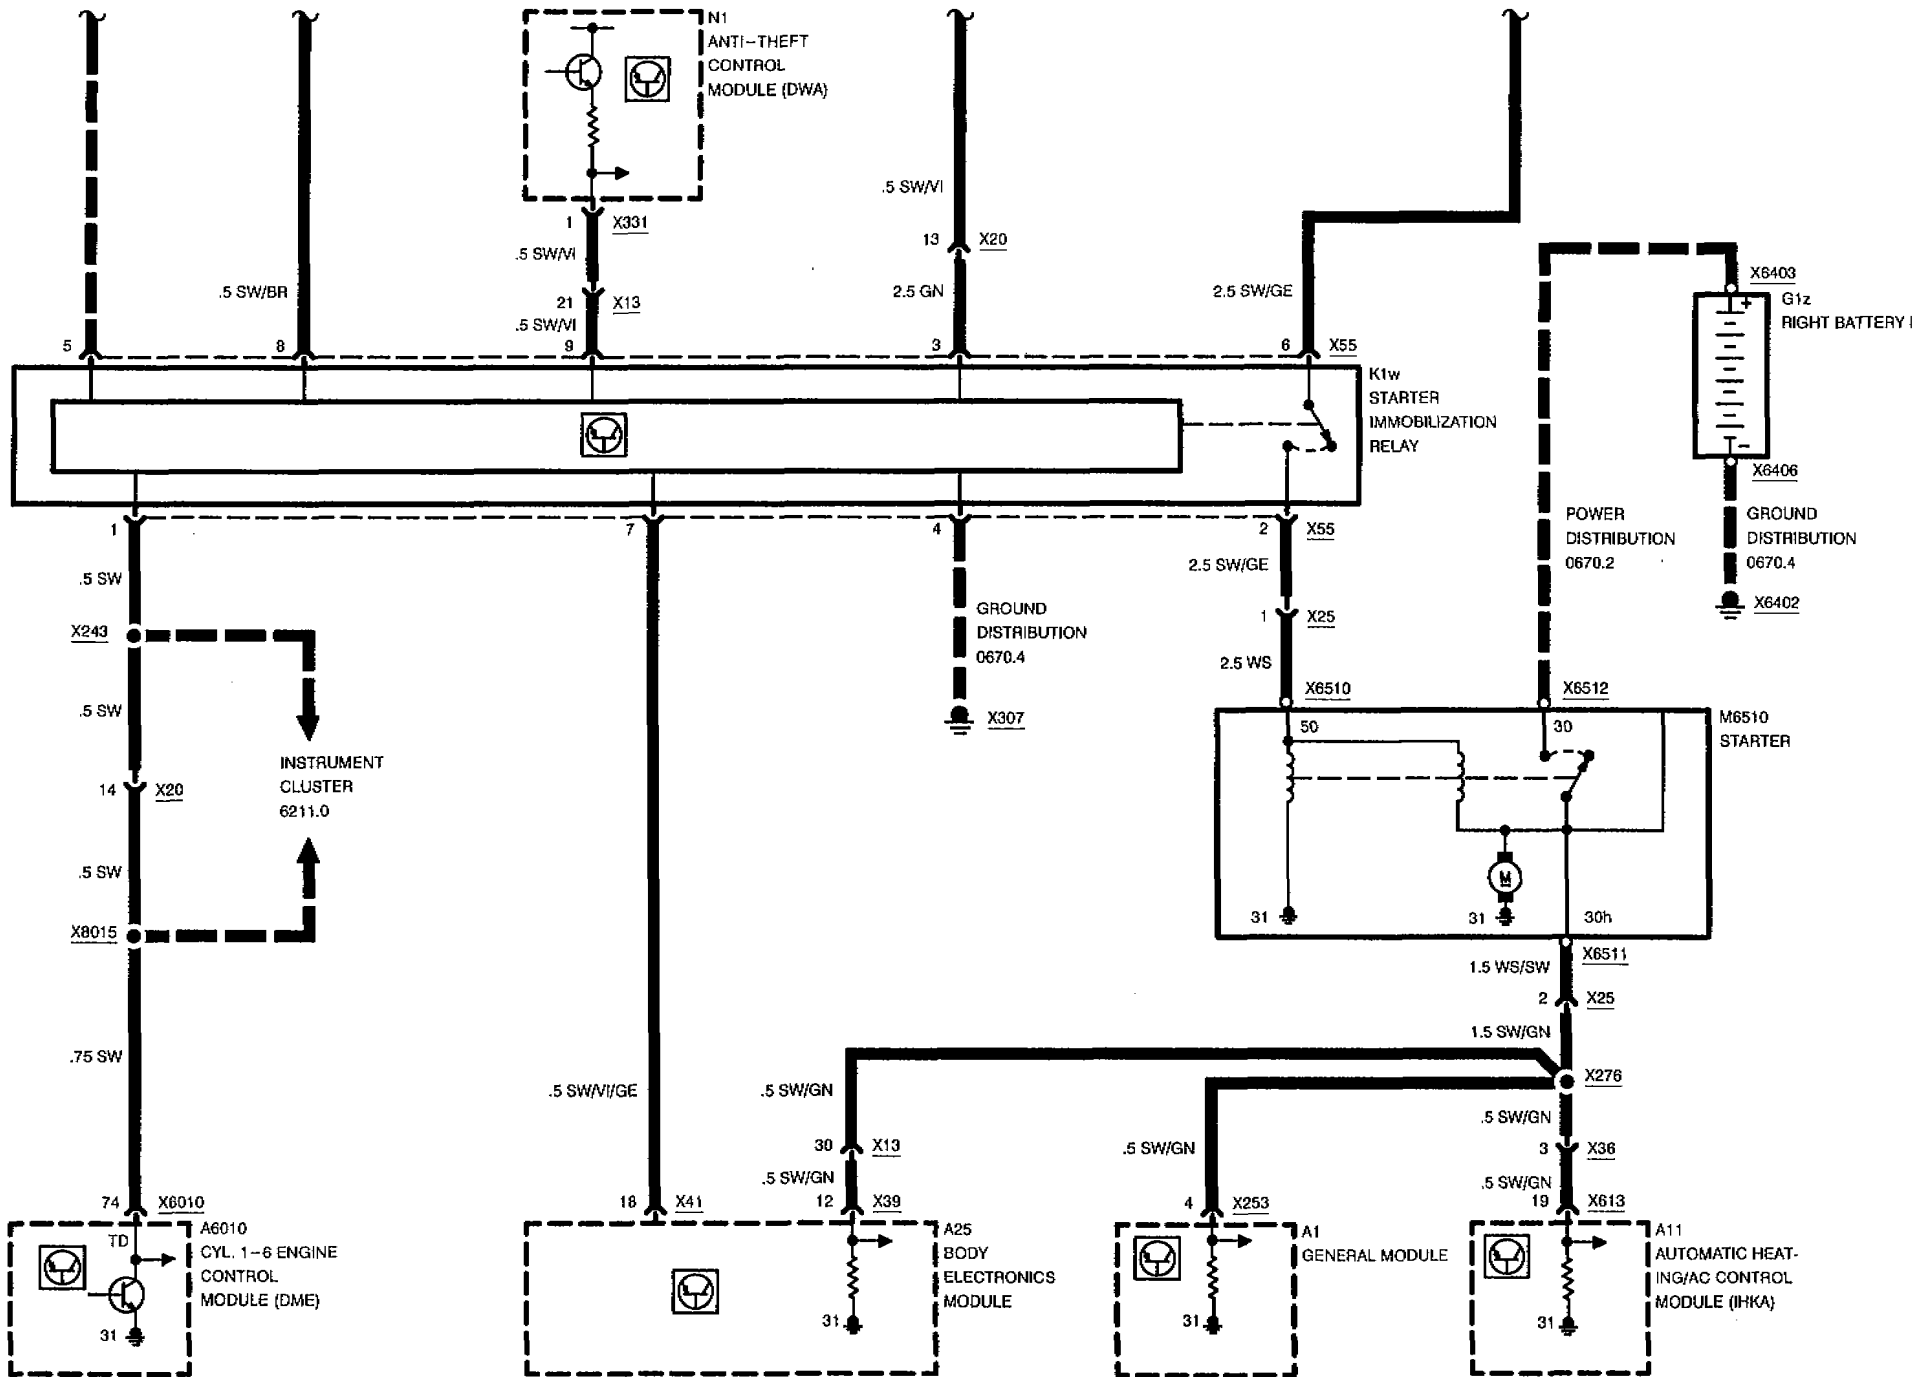 N1
ANTI-THEFT
CONTROL
MODULE (DWA)
.5 SW/VI
1 X331
13 X20
.5 SW/VI
X6403
.5 SW/BR
21 X13
2.5 GN
2.5 SW/GE
+
G1z
.5 SW/VI
RIGHT BATTERY
5
8
9
3
6 X55
K1w
STARTER
IMMOBILIZATION
RELAY
-
X6406
1
7
4
2 X55
POWER
DISTRIBUTION
0670.2
GROUND
DISTRIBUTION
0670.4
.5 SW
2.5 SW/GE
X6402
GROUND
DISTRIBUTION
0670.4
1 X25
X243
2.5 WS
X6510
X6512
.5 SW
X307
50
30
M6510
STARTER
INSTRUMENT
CLUSTER
6211.0
14 X20
.5 SW
M
31
31
30h
X8015
X6511
1.5 WS/SW
2 X25
1.5 SW/GN
.75 SW
X276
.5 SW/VI/GE
.5 SW/GN
.5 SW/GN
30 X13
.5 SW/GN
3 X36
.5 SW/GN
.5 SW/GN
74 X6010
18 X41
12 X39
4 X253
19 X613
TD
A6010
CYL. 1-6 ENGINE
CONTROL
MODULE (DME)
31
A25
BODY
ELECTRONICS
MODULE
31
A1
GENERAL MODULE
31
A11
AUTOMATIC HEAT-
ING/AC CONTROL
MODULE (IHKA)
31